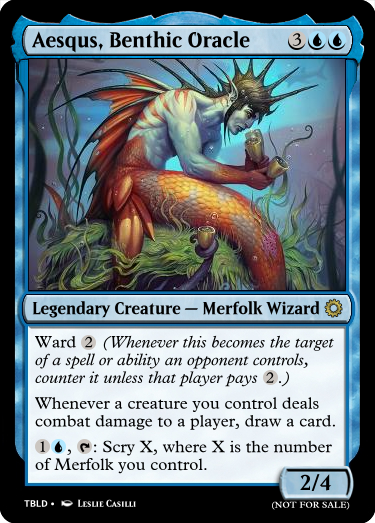 Aesqus, Benthic Oracle 3
Legendary Creature — Merfolk Wizard
Ward 2 (Whenever this becomes the target
of a spell or ability an opponent controls,
counter it unless that player pays 2.)
Whenever a creature you control deals
combat damage to a player, draw a card.
1, : Scry X, where X is the number
of Merfolk you control.
2/4
TBLD • Leslie Casilli
(NOT FOR SALE)